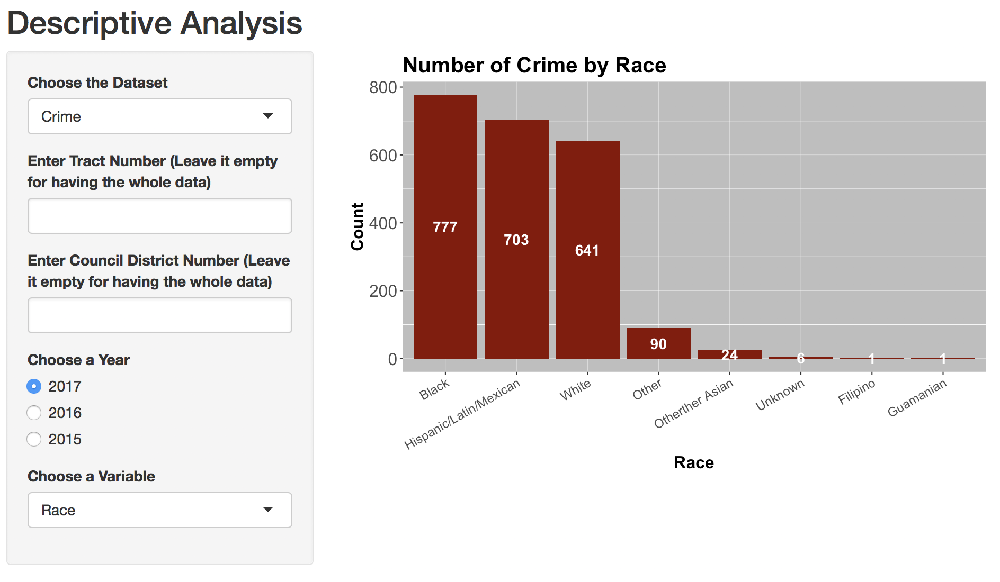 Descriptive Analysis
Choose the Dataset
Crime
Enter Tract Number (Leave it empty
for having the whole data)
Enter Council District Number (Leave
it empty for having the whole data)
Choose a Year
2017
2016
2015
Choose a Variable
Race
Number of Crime by Race
Count
800
600
400
200
0
777
703
641
90
24
6
1
1
Black
Hispanic/Latin/Mexican
White
Other
Otherther Asian
Unknown
Filipino
Guamanian
Race